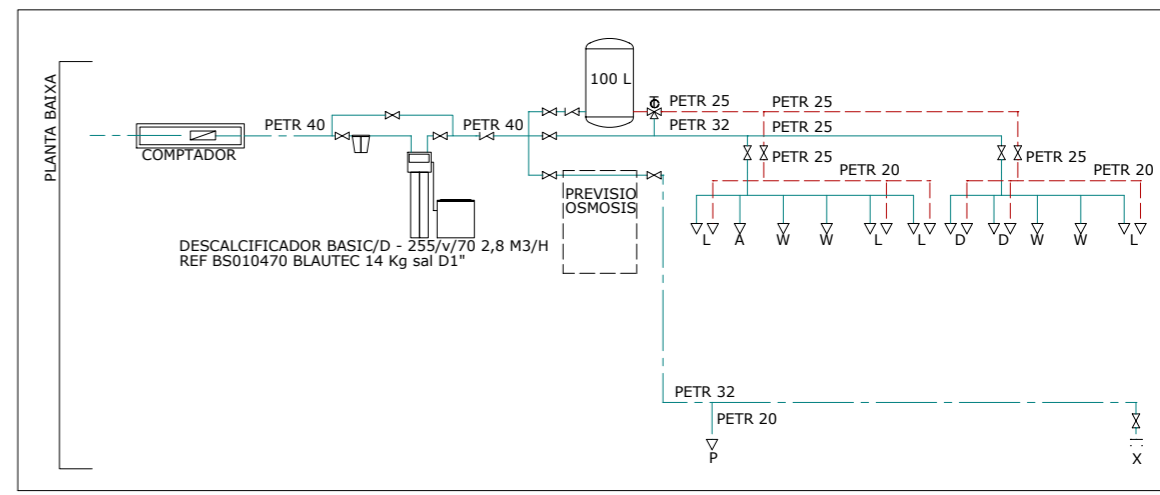 PLANTA BAIXA
100 L
PETR 25
PETR 25
PETR 40
PETR 40
PETR 32
PETR 25
COMPTADOR
PETR 25
PETR 25
PETR 20
PETR 20
PREVISIO
OSMOSIS
L A W W L L D D W W L
DESCALCIFICADOR BASIC/D - 255/v/70 2,8 M3/H
REF BS010470 BLAUTEC 14 Kg sal D1"
PETR 32
PETR 20
P
X